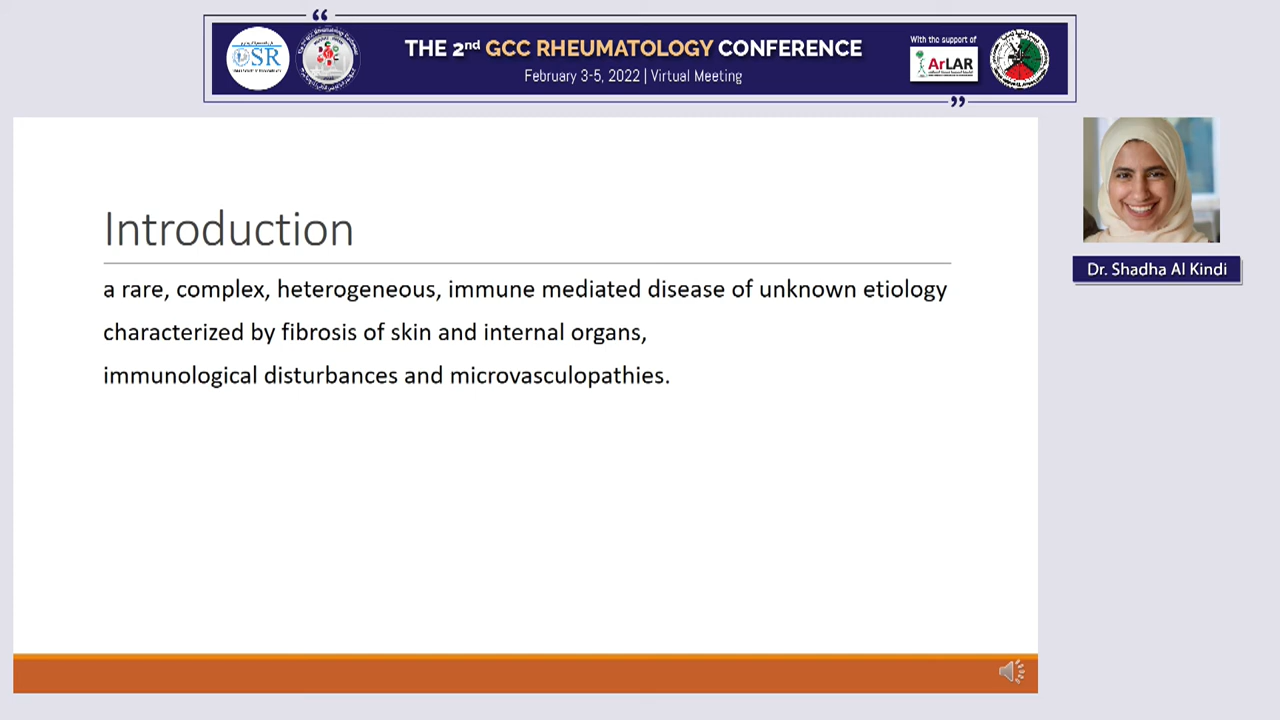 “
THE 2nd GCC RHEUMATOLOGY CONFERENCE
February 3-5, 2022 | Virtual Meeting
With the support of
OSR
ArLAR
”
Introduction
a rare, complex, heterogeneous, immune mediated disease of unknown etiology
characterized by fibrosis of skin and internal organs,
immunological disturbances and microvasculopathies.
Dr. Shadha Al Kindi